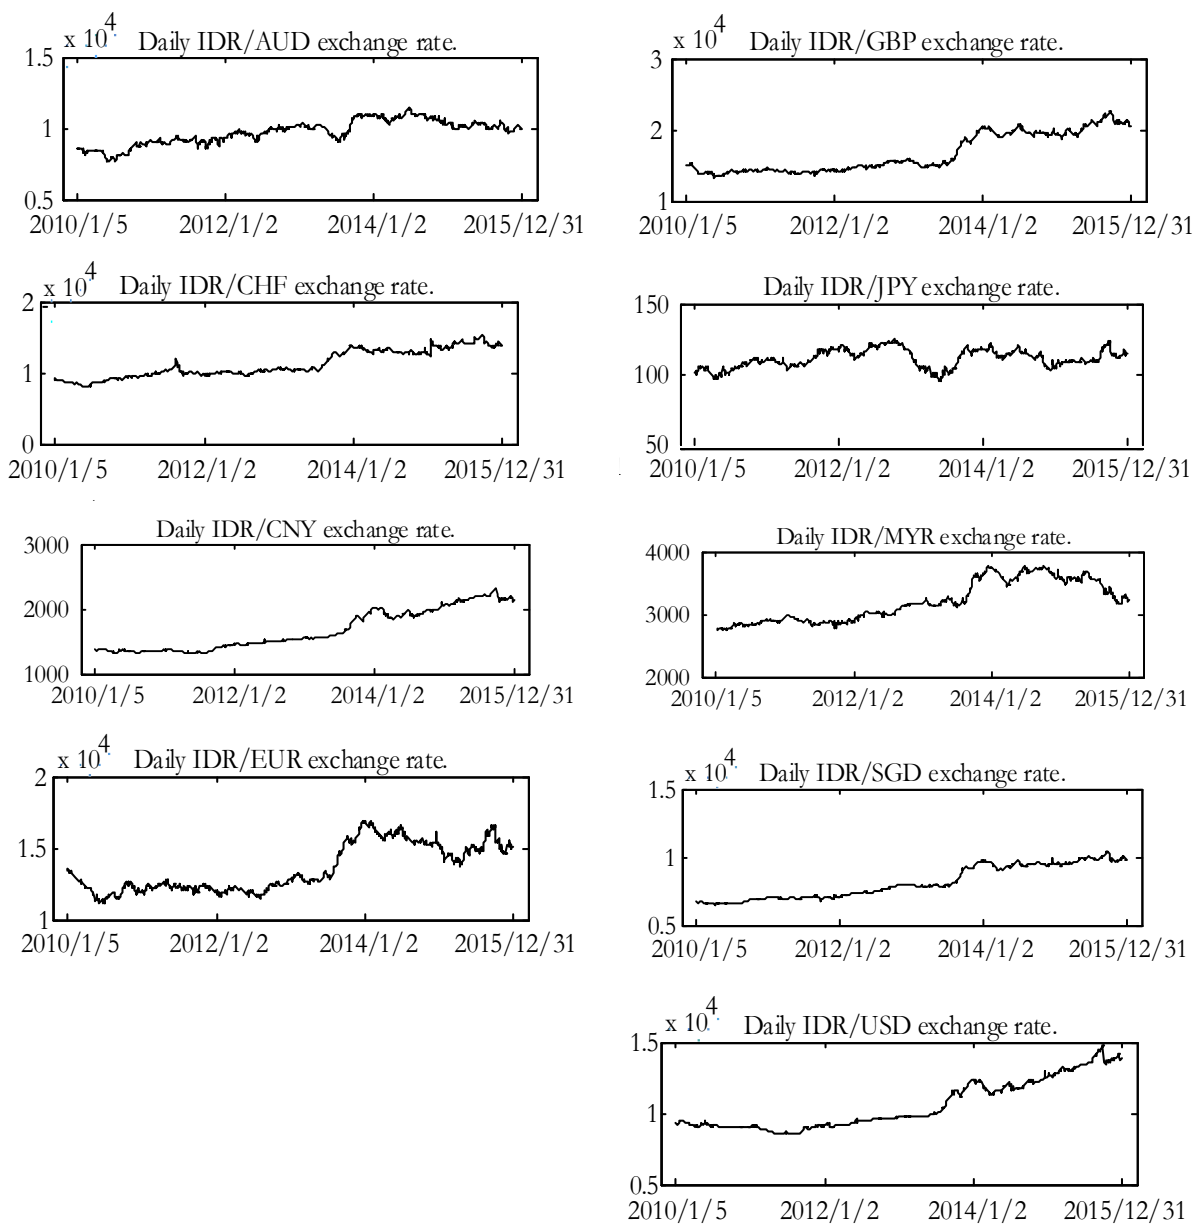 x 10^4 Daily IDR/AUD exchange rate.
1.5
1
0.5
2010/1/5 2012/1/2 2014/1/2 2015/12/31
x 10^4 Daily IDR/GBP exchange rate.
3
2
1
2010/1/5 2012/1/2 2014/1/2 2015/12/31
x 10^4 Daily IDR/CHF exchange rate.
2
1
0
2010/1/5 2012/1/2 2014/1/2 2015/12/31
Daily IDR/JPY exchange rate.
150
100
50
2010/1/5 2012/1/2 2014/1/2 2015/12/31
Daily IDR/CNY exchange rate.
3000
2000
1000
2010/1/5 2012/1/2 2014/1/2 2015/12/31
Daily IDR/MYR exchange rate.
4000
3000
2000
2010/1/5 2012/1/2 2014/1/2 2015/12/31
x 10^4 Daily IDR/EUR exchange rate.
2
1.5
1
2010/1/5 2012/1/2 2014/1/2 2015/12/31
x 10^4 Daily IDR/SGD exchange rate.
1.5
1
0.5
2010/1/5 2012/1/2 2014/1/2 2015/12/31
x 10^4 Daily IDR/USD exchange rate.
1.5
1
0.5
2010/1/5 2012/1/2 2014/1/2 2015/12/31